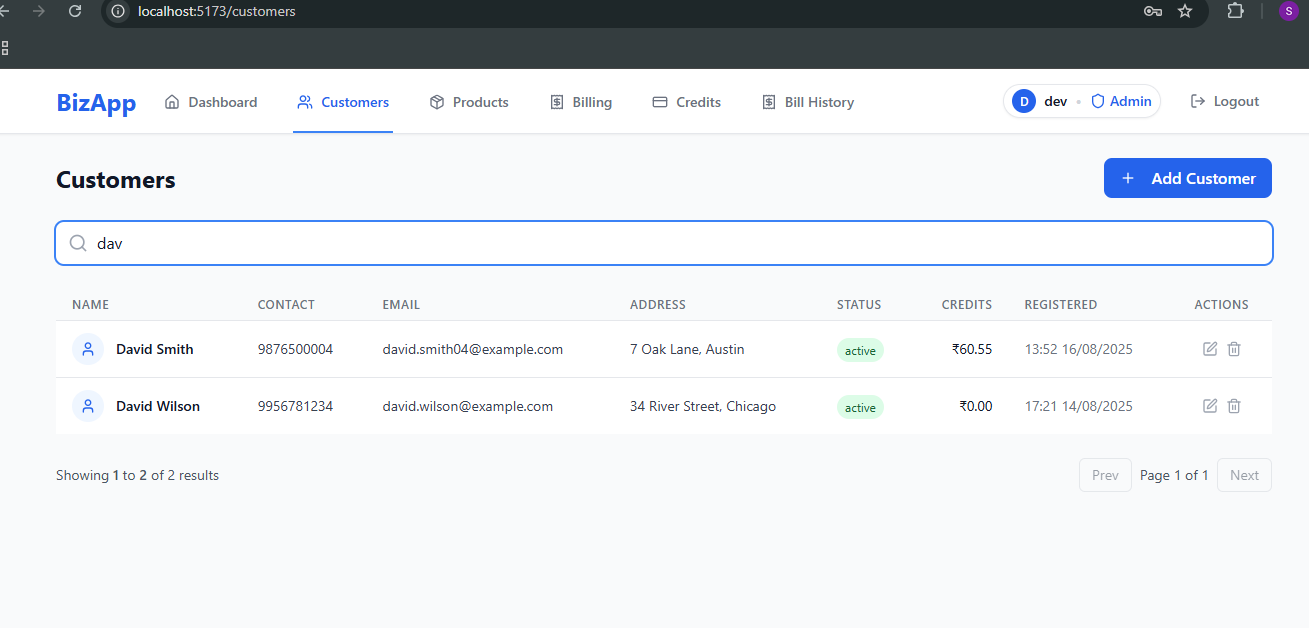 localhost:5173/customers
S
BizApp Dashboard Customers Products Billing Credits Bill History D dev • Admin Logout
Customers + Add Customer
dav
NAME CONTACT EMAIL ADDRESS STATUS CREDITS REGISTERED ACTIONS
David Smith 9876500004 david.smith04@example.com 7 Oak Lane, Austin active ₹60.55 13:52 16/08/2025
David Wilson 9956781234 david.wilson@example.com 34 River Street, Chicago active ₹0.00 17:21 14/08/2025
Showing 1 to 2 of 2 results Prev Page 1 of 1 Next